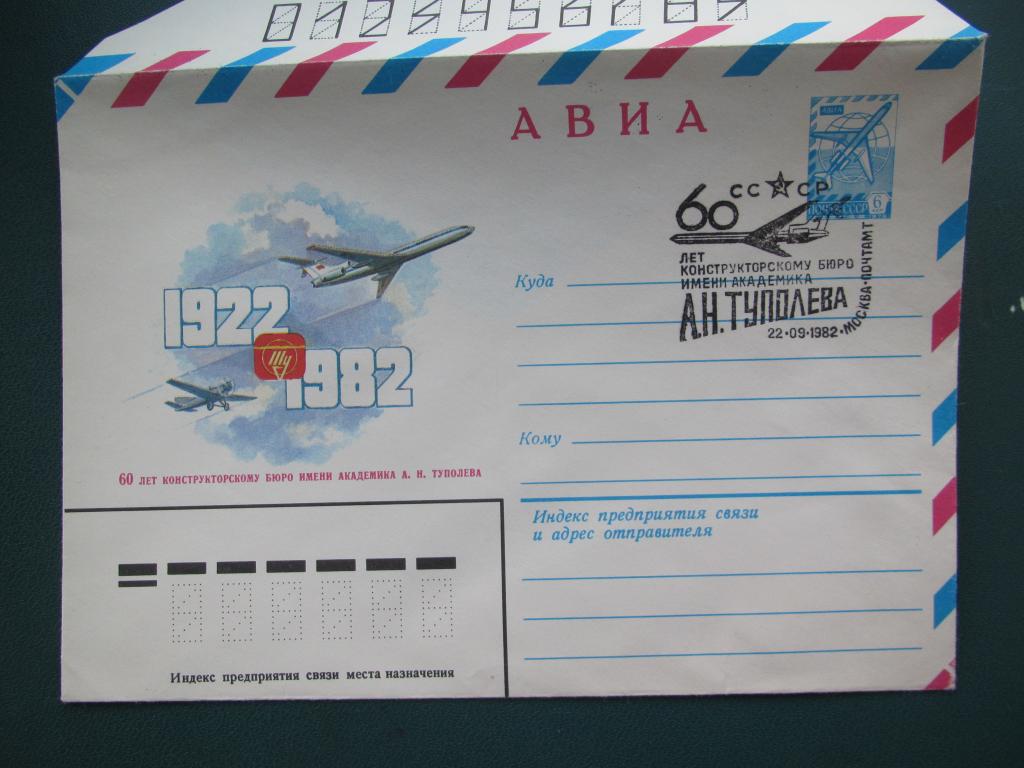 АВИА
АВИА
ПОЧТА СССР
6
60
СССР
ЛЕТ
КОНСТРУКТОРСКОМУ БЮРО
ИМЕНИ АКАДЕМИКА
А.Н.ТУПОЛЕВА
22·09·1982·МОСКВА·ПОЧТАМТ
1922
Ту
1982
60 ЛЕТ КОНСТРУКТОРСКОМУ БЮРО ИМЕНИ АКАДЕМИКА А. Н. ТУПОЛЕВА
Куда
Кому
Индекс предприятия связи
и адрес отправителя
Индекс предприятия связи места назначения